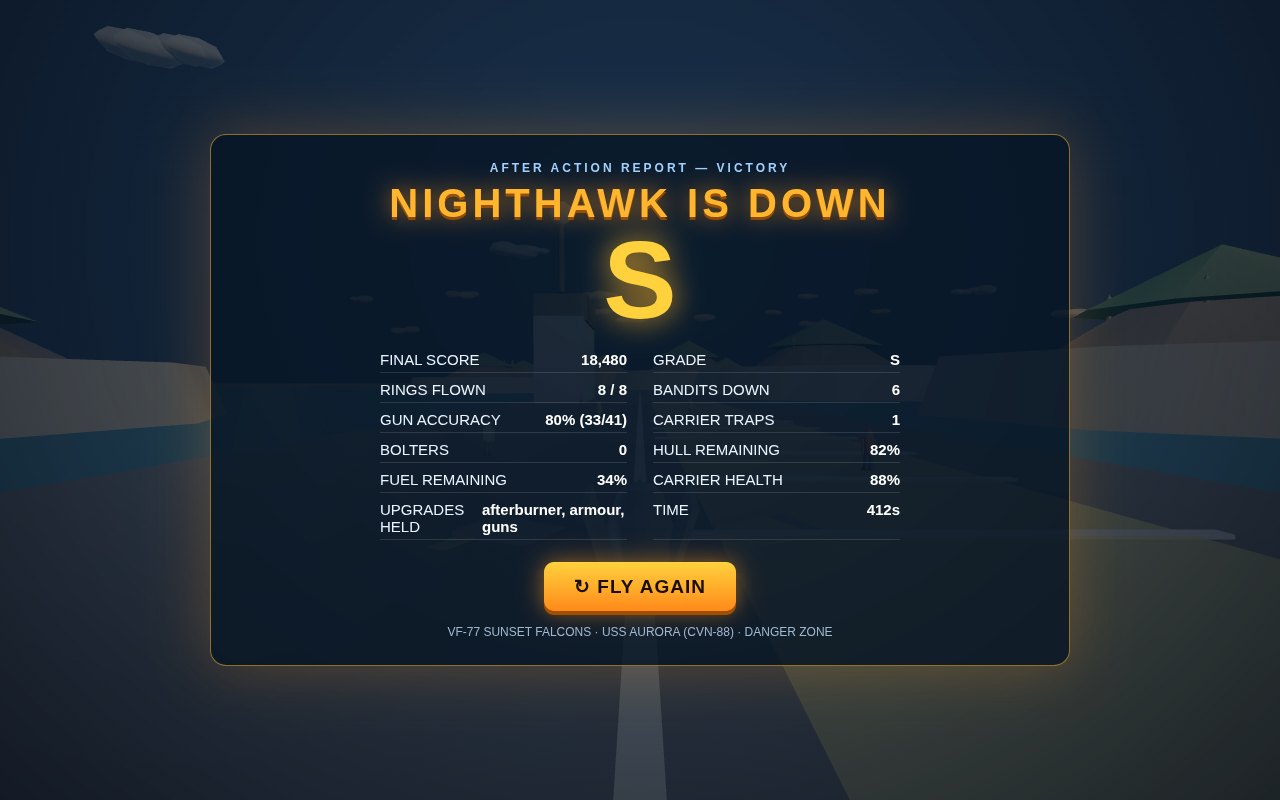 AFTER ACTION REPORT — VICTORY
NIGHTHAWK IS DOWN
S
FINAL SCORE 18,480 GRADE S
RINGS FLOWN 8 / 8 BANDITS DOWN 6
GUN ACCURACY 80% (33/41) CARRIER TRAPS 1
BOLTERS 0 HULL REMAINING 82%
FUEL REMAINING 34% CARRIER HEALTH 88%
UPGRADES afterburner, armour, TIME 412s
HELD guns
↻ FLY AGAIN
VF-77 SUNSET FALCONS · USS AURORA (CVN-88) · DANGER ZONE